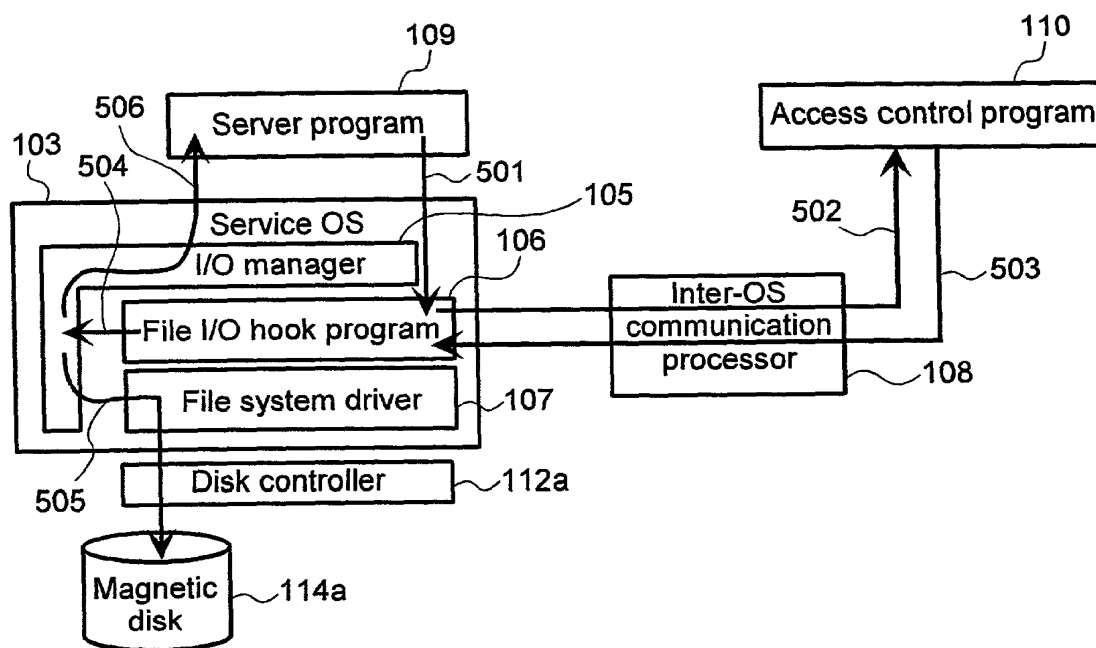 109
110
506
Server program
Access control program
103
504
501
105
502
Service OS
106
503
I/O manager
Inter-OS
File I/O hook program
communication
processor
108
File system driver
107
505
Disk controller
112a
Magnetic
disk
114a